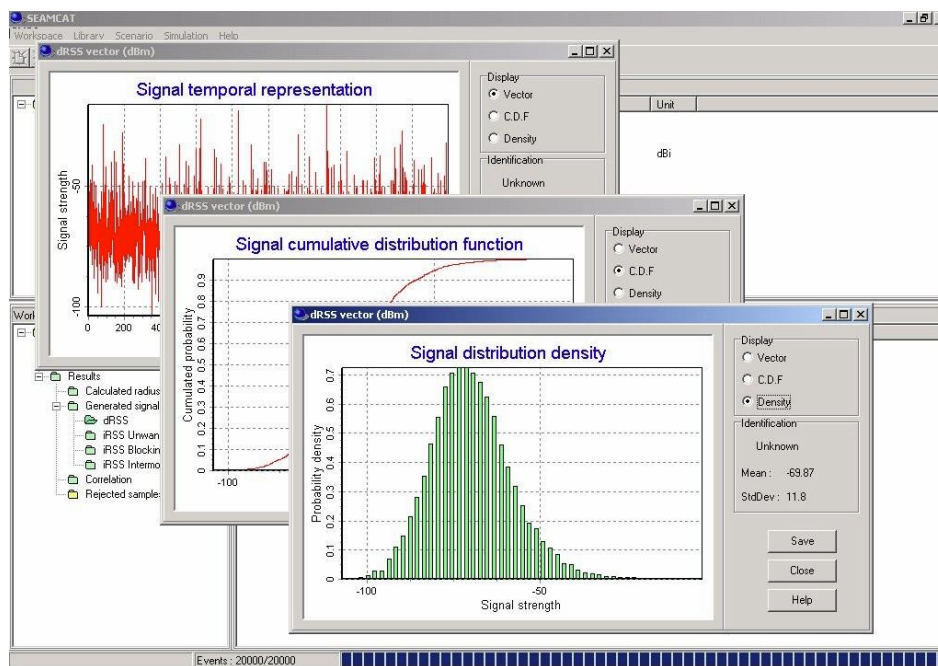 SEAMCAT
Workspace Library Scenario Simulation Help
dRSS vector (dBm)
Signal temporal representation
Signal strength
-50
-100
0 200
Display
Vector
C.D.F
Density
Identification
Unknown
Unit
dBi
dRSS vector (dBm)
Signal cumulative distribution function
Cumulated probability
0.9
0.8
0.7
0.6
0.5
0.4
0.3
0.2
0.1
0
-100
Display
Vector
C.D.F
Density
dRSS vector (dBm)
Signal distribution density
Probability density
0.7
0.6
0.5
0.4
0.3
0.2
0.1
0
-100 -50
Signal strength
Display
Vector
C.D.F
Density
Identification
Unknown
Mean : -69.87
StdDev : 11.8
Save
Close
Help
Results
Calculated radius
Generated signal
dRSS
iRSS Unwan
iRSS Blockin
iRSS Intermo
Correlation
Rejected samples
Events : 20000/20000